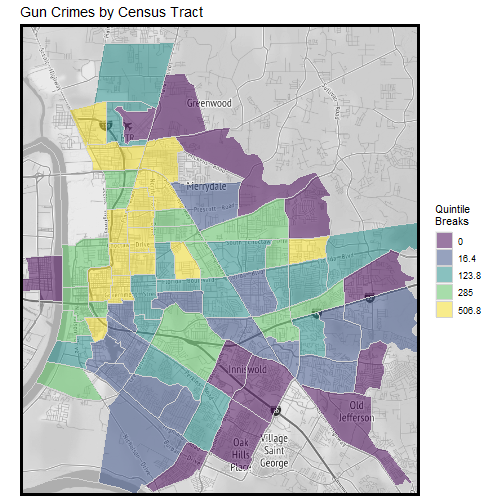 Gun Crimes by Census Tract
Greenwood
Merrydale
Quintile
Breaks
0
16.4
123.8
285
506.8
Inniswold
Old
Jefferson
Oak
Hills
Place
Village
Saint
George